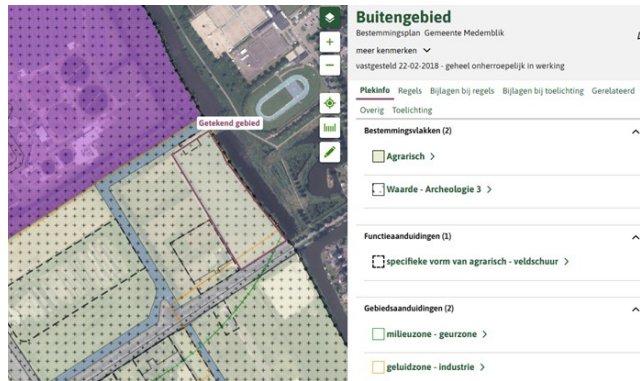 Getekend gebied
Buitengebied
Bestemmingsplan Gemeente Medemblik
meer kenmerken
vastgesteld 22-02-2018 - geheel onherroepelijk in werking
Plekinfo Regels Bijlagen bij regels Bijlagen bij toelichting Gerelateerd
Overig Toelichting
Bestemmingsvlakken (2)
Agrarisch >
Waarde - Archeologie 3 >
Functieaanduidingen (1)
specifieke vorm van agrarisch - veldschuur >
Gebiedsaanduidingen (2)
milieuzone - geurzone >
geluidzone - industrie >